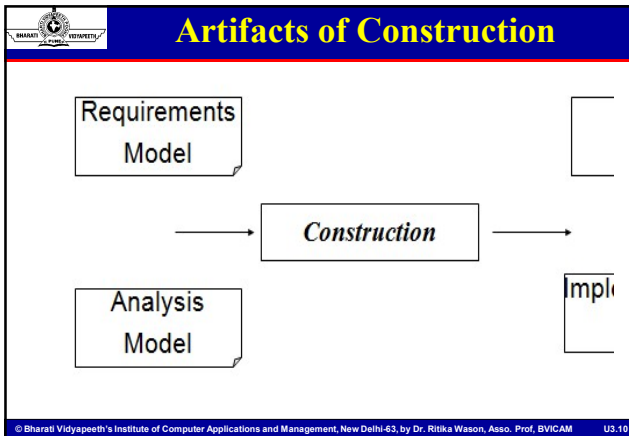 BHARATI VIDYAPEETH
PUNE
Artifacts of Construction
Requirements
Model
Construction
Analysis
Model
© Bharati Vidyapeeth's Institute of Computer Applications and Management, New Delhi-63, by Dr. Ritika Wason, Asso. Prof, BVICAM U3.10